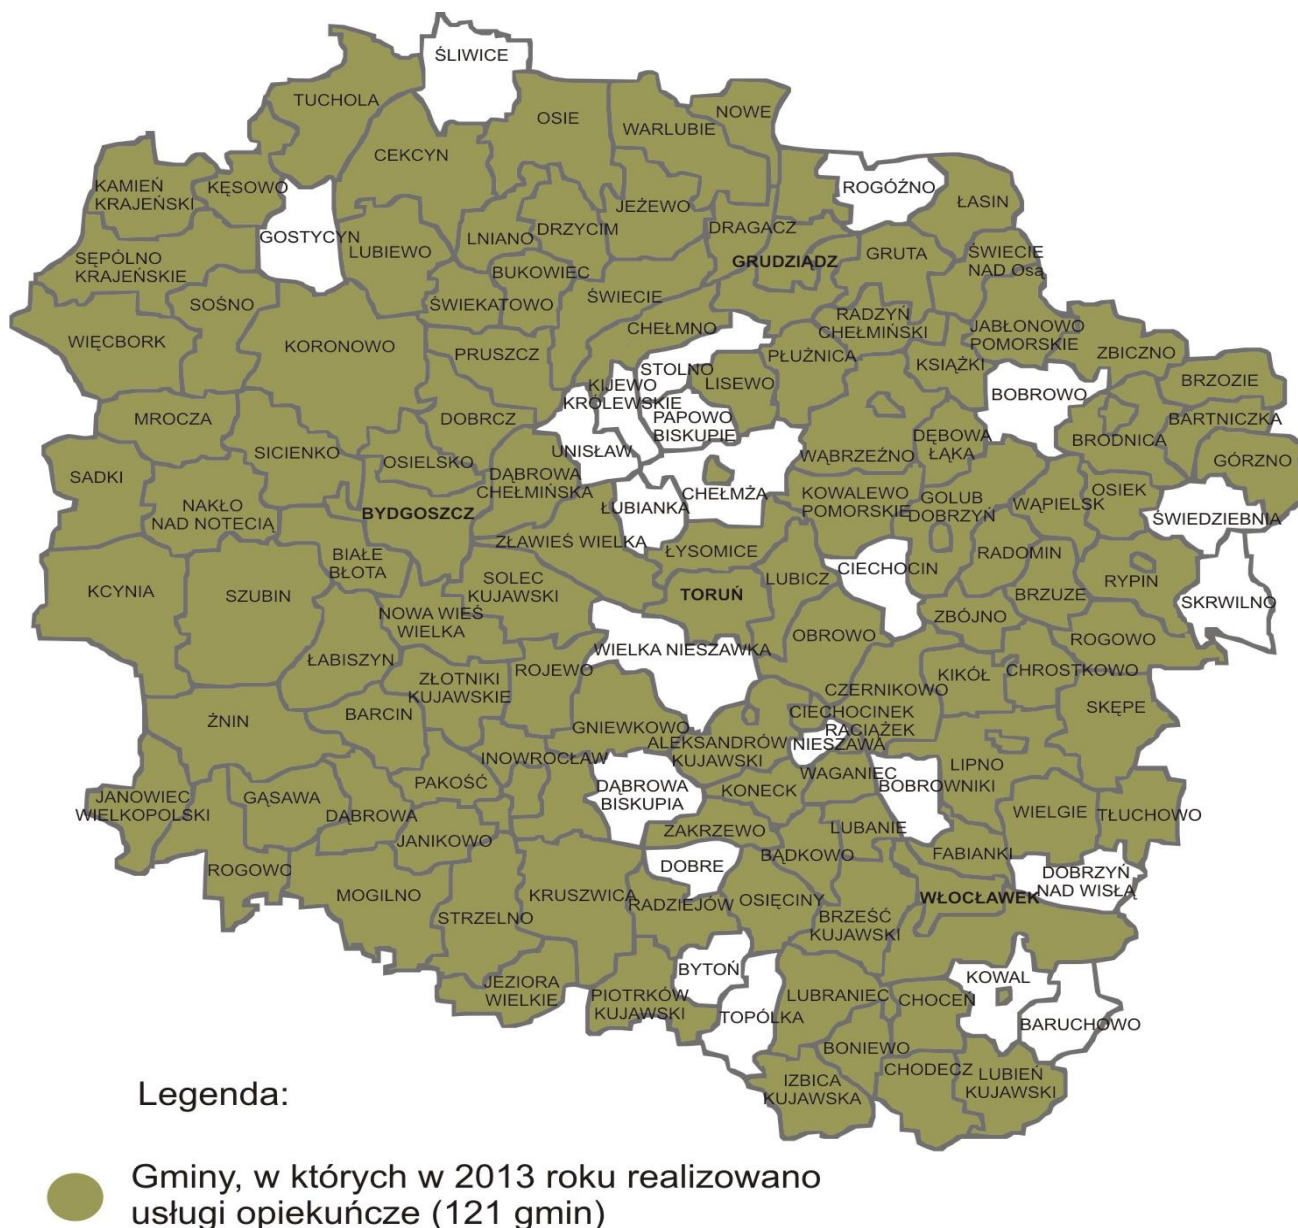 ŚLIWICE
TUCHOLA
NOWE
OSIE
WARLUBIE
CEKCYN
KAMIEŃ
KRAJEŃSKI
KĘSOWO
ROGÓŹNO
ŁASIN
JEŻEWO
DRZYCIM
DRAGACZ
GOSTYCYN
LUBIEWO
LNIANO
BUKOWIEC
GRUDZIĄDZ
GRUTA
ŚWIECIE
NAD Osą
SĘPÓLNO
KRAJEŃSKIE
SOŚNO
ŚWIEKATOWO
ŚWIECIE
CHEŁMNO
RADZYŃ
CHEŁMIŃSKI
JABŁONOWO
POMORSKIE
WIĘCBORK
KORONOWO
PRUSZCZ
STOLNO
PŁUŻNICA
KSIĄŻKI
ZBICZNO
KIJEWO
KRÓLEWSKIE
LISEWO
BOBROWO
BRZOZIE
MROCZA
DOBRCZ
PAPOWO
BISKUPIE
BARTNICZKA
BRODNICA
SICIENKO
OSIELSKO
UNISŁAW
WĄBRZEŹNO
DĘBOWA
ŁĄKA
GÓRZNO
SADKI
DĄBROWA
CHEŁMIŃSKA
CHEŁMŻA
KOWALEWO
POMORSKIE
GOLUB
DOBRZYŃ
WĄPIELSK
OSIEK
NAKŁO
NAD NOTECIĄ
BYDGOSZCZ
ŁUBIANKA
ŚWIEDZIEBNIA
ZŁAWIEŚ WIELKA
ŁYSOMICE
BIAŁE
BŁOTA
LUBICZ
CIECHOCIN
RADOMIN
RYPIN
KCYNIA
SZUBIN
SOLEC
KUJAWSKI
TORUŃ
BRZUZE
SKRWILNO
NOWA WIEŚ
WIELKA
ZBÓJNO
OBROWO
ROGOWO
WIELKA NIESZAWKA
ŁABISZYN
ZŁOTNIKI
KUJAWSKIE
ROJEWO
KIKÓŁ
CHROSTKOWO
CZERNIKOWO
ŻNIN
BARCIN
GNIEWKOWO
CIECHOCINEK
RACIĄŻEK
NIESZAWA
SKĘPE
ALEKSANDRÓW
KUJAWSKI
INOWROCŁAW
LIPNO
WAGANIEC
BOBROWNIKI
PAKOŚĆ
DĄBROWA
BISKUPIA
KONECK
JANOWIEC
WIELKOPOLSKI
GĄSAWA
DĄBROWA
WIELGIE
TŁUCHOWO
JANIKOWO
ZAKRZEWO
LUBANIE
BĄDKOWO
FABIANKI
ROGOWO
DOBRE
DOBRZYŃ
NAD WISŁĄ
MOGILNO
KRUSZWICA
RADZIEJÓW
OSIĘCINY
WŁOCŁAWEK
STRZELNO
BRZEŚĆ
KUJAWSKI
BYTOŃ
KOWAL
JEZIORA
WIELKIE
PIOTRKÓW
KUJAWSKI
LUBRANIEC
CHOCEŃ
TOPÓLKA
BARUCHOWO
BONIEWO
CHODECZ
IZBICA
KUJAWSKA
LUBIEŃ
KUJAWSKI
Legenda:
Gminy, w których w 2013 roku realizowano
usługi opiekuńcze (121 gmin)